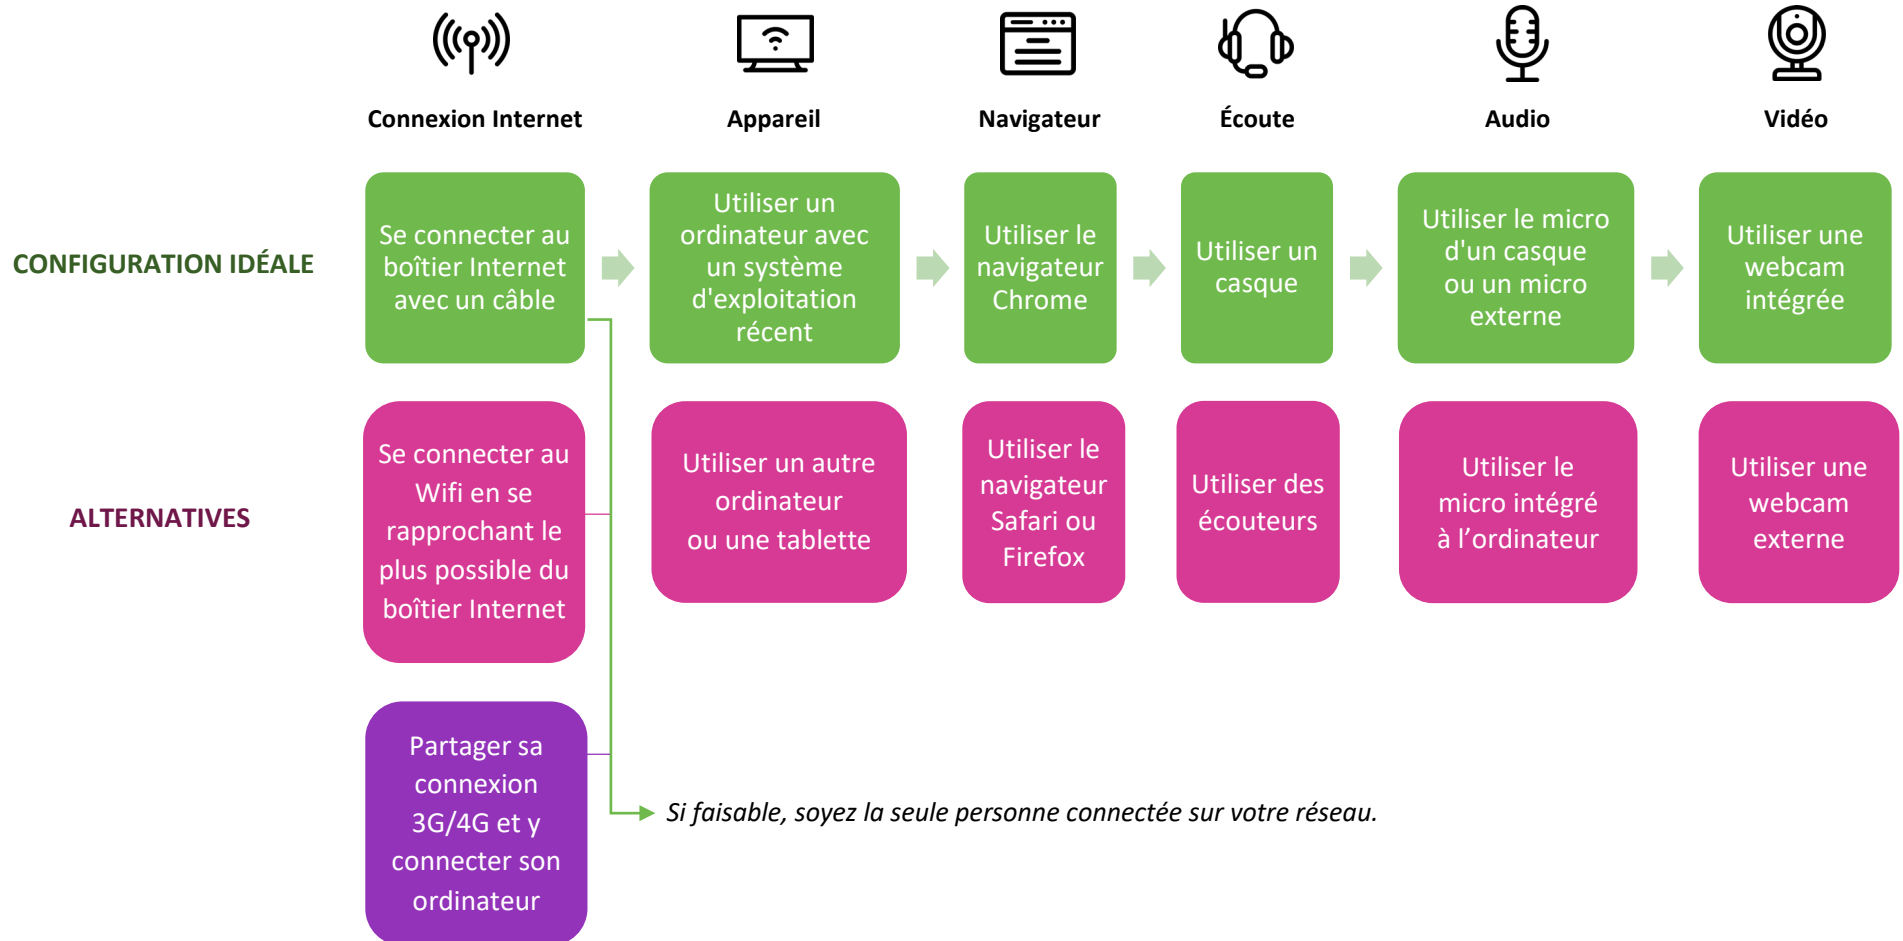 Connexion Internet
Appareil
Navigateur
Écoute
Audio
Vidéo
CONFIGURATION IDÉALE
Se connecter au
boîtier Internet
avec un câble
Utiliser un
ordinateur avec
un système
d'exploitation
récent
Utiliser le
navigateur
Chrome
Utiliser un
casque
Utiliser le micro
d'un casque
ou un micro
externe
Utiliser une
webcam
intégrée
ALTERNATIVES
Se connecter au
Wifi en se
rapprochant le
plus possible du
boîtier Internet
Utiliser un autre
ordinateur
ou une tablette
Utiliser le
navigateur
Safari ou
Firefox
Utiliser des
écouteurs
Utiliser le
micro intégré
à l’ordinateur
Utiliser une
webcam
externe
Partager sa
connexion
3G/4G et y
connecter son
ordinateur
Si faisable, soyez la seule personne connectée sur votre réseau.